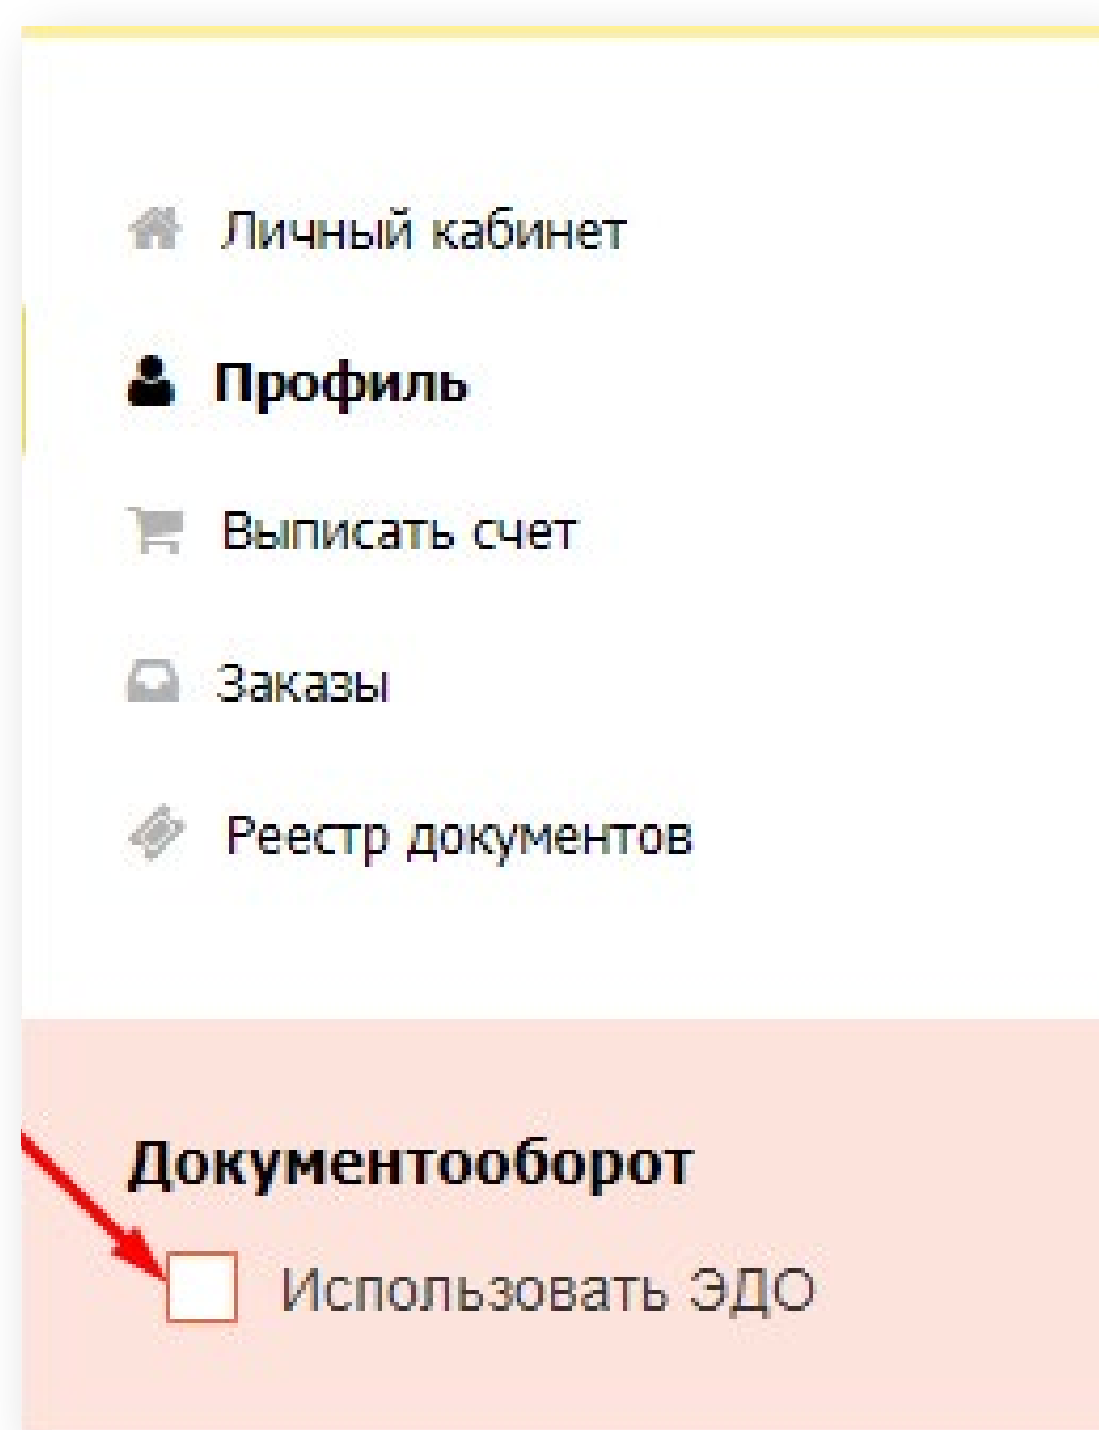 Личный кабинет
Профиль
Выписать счет
Заказы
Реестр документов
Документооборот
Использовать ЭДО